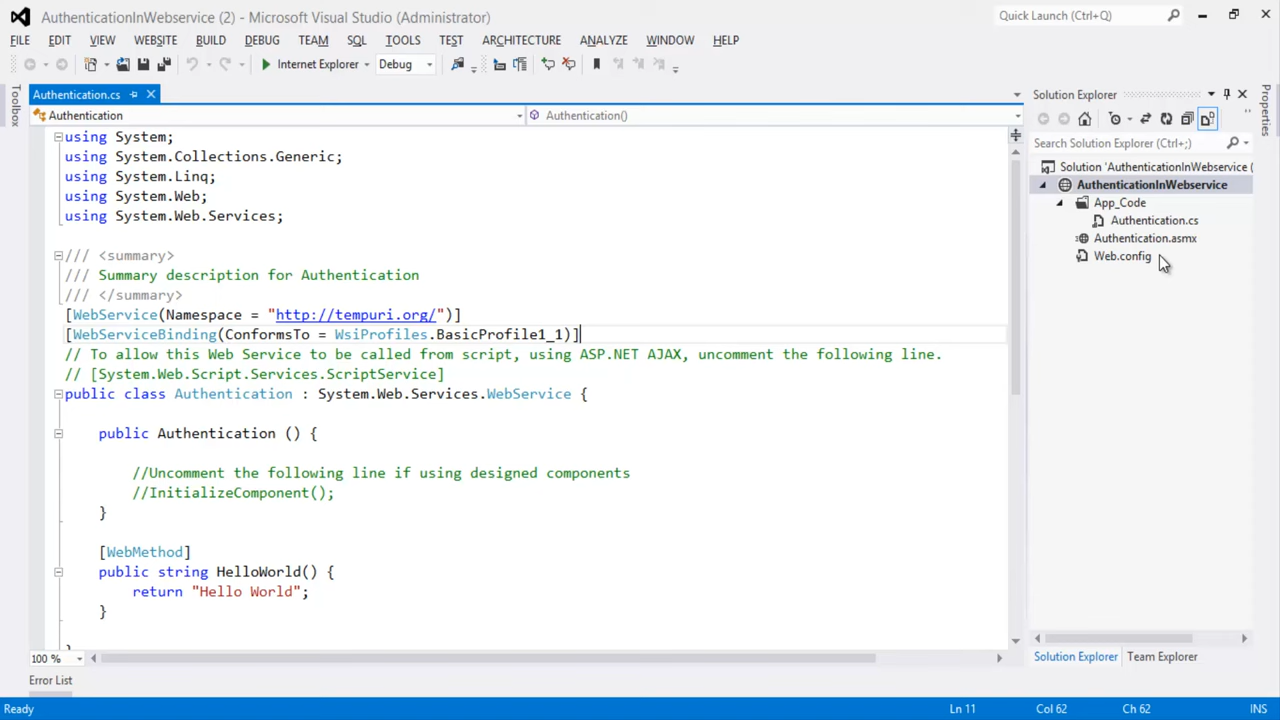 AuthenticationInWebservice (2) - Microsoft Visual Studio (Administrator)
Quick Launch (Ctrl+Q)
FILE EDIT VIEW WEBSITE BUILD DEBUG TEAM SQL TOOLS TEST ARCHITECTURE ANALYZE WINDOW HELP
Internet Explorer Debug
Toolbox
Authentication.cs
Authentication
Authentication()
using System;
using System.Collections.Generic;
using System.Linq;
using System.Web;
using System.Web.Services;
/// <summary>
/// Summary description for Authentication
/// </summary>
[WebService(Namespace = "http://tempuri.org/")]
[WebServiceBinding(ConformsTo = WsiProfiles.BasicProfile1_1)]
// To allow this Web Service to be called from script, using ASP.NET AJAX, uncomment the following line.
// [System.Web.Script.Services.ScriptService]
public class Authentication : System.Web.Services.WebService {
public Authentication () {
//Uncomment the following line if using designed components
//InitializeComponent();
}
[WebMethod]
public string HelloWorld() {
return "Hello World";
}
100 %
Solution Explorer
Search Solution Explorer (Ctrl+;)
Solution 'AuthenticationInWebservice (
AuthenticationInWebservice
App_Code
Authentication.cs
Authentication.asmx
Web.config
Solution Explorer Team Explorer
Properties
Error List
Ready Ln 11 Col 62 Ch 62 INS